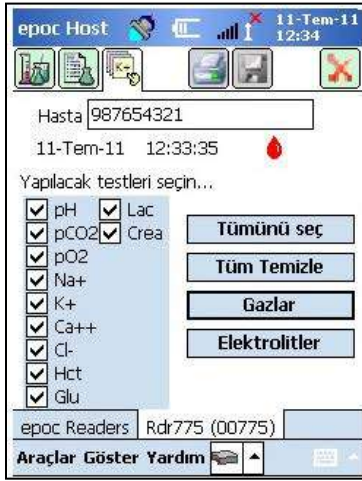 epoc Host 11-Tem-11
12:34
K+
Hasta 987654321
11-Tem-11 12:33:35
Yapılacak testleri seçin...
pH Lac
pCO2 Crea
pO2
Na+
K+
Ca++
Cl-
Hct
Glu
Tümünü seç
Tüm Temizle
Gazlar
Elektrolitler
epoc Readers Rdr775 (00775)
Araçlar Göster Yardım